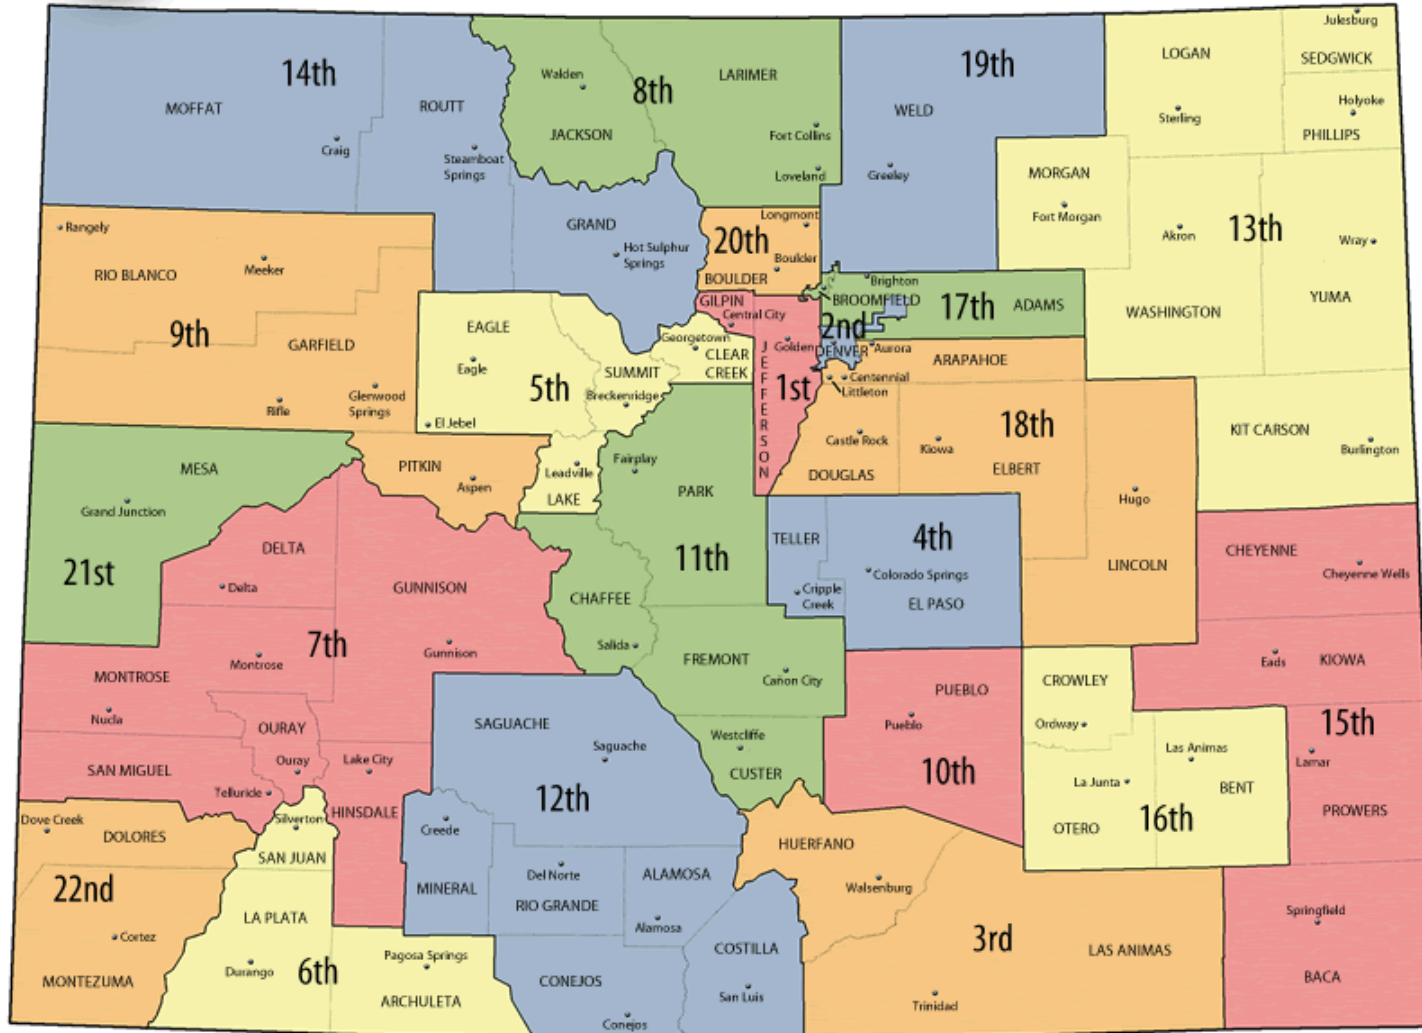 Julesburg
LOGAN
SEDGWICK
14th
19th
Walden
LARIMER
8th
Holyoke
MOFFAT
ROUTT
WELD
Sterling
PHILLIPS
JACKSON
Fort Collins
Craig
Steamboat
Springs
Loveland
Greeley
MORGAN
Fort Morgan
Rangely
GRAND
Longmont
20th
Akron
13th
Wray
Hot Sulphur
Springs
Boulder
RIO BLANCO
Meeker
BOULDER
Brighton
GILPIN
BROOMFIELD
17th
ADAMS
WASHINGTON
YUMA
Central City
2nd
9th
EAGLE
GARFIELD
Georgetown
CLEAR
CREEK
Golden
DENVER
Aurora
ARAPAHOE
Eagle
5th
SUMMIT
JEFFERSON
1st
Centennial
Littleton
Breckenridge
Rifle
Glenwood
Springs
El Jebel
18th
KIT CARSON
Castle Rock
Kiowa
Burlington
MESA
PITKIN
Aspen
Leadville
LAKE
Fairplay
PARK
DOUGLAS
ELBERT
Hugo
Grand Junction
TELLER
4th
DELTA
11th
CHEYENNE
21st
Delta
GUNNISON
CHAFFEE
Colorado Springs
LINCOLN
Cheyenne Wells
Cripple
Creek
EL PASO
7th
Salida
Montrose
Gunnison
FREMONT
Eads
KIOWA
MONTROSE
Cañon City
CROWLEY
PUEBLO
Nucla
OURAY
SAGUACHE
Pueblo
Ordway
15th
Saguache
Westcliffe
Las Animas
SAN MIGUEL
Ouray
Lake City
CUSTER
10th
Lamar
La Junta
BENT
Telluride
12th
HINSDALE
PROWERS
Dove Creek
DOLORES
Silverton
Creede
OTERO
16th
SAN JUAN
HUERFANO
22nd
MINERAL
Del Norte
ALAMOSA
Walsenburg
RIO GRANDE
Springfield
LA PLATA
Alamosa
Cortez
3rd
COSTILLA
LAS ANIMAS
Pagosa Springs
Durango
6th
MONTEZUMA
ARCHULETA
CONEJOS
San Luis
Trinidad
BACA
Conejos